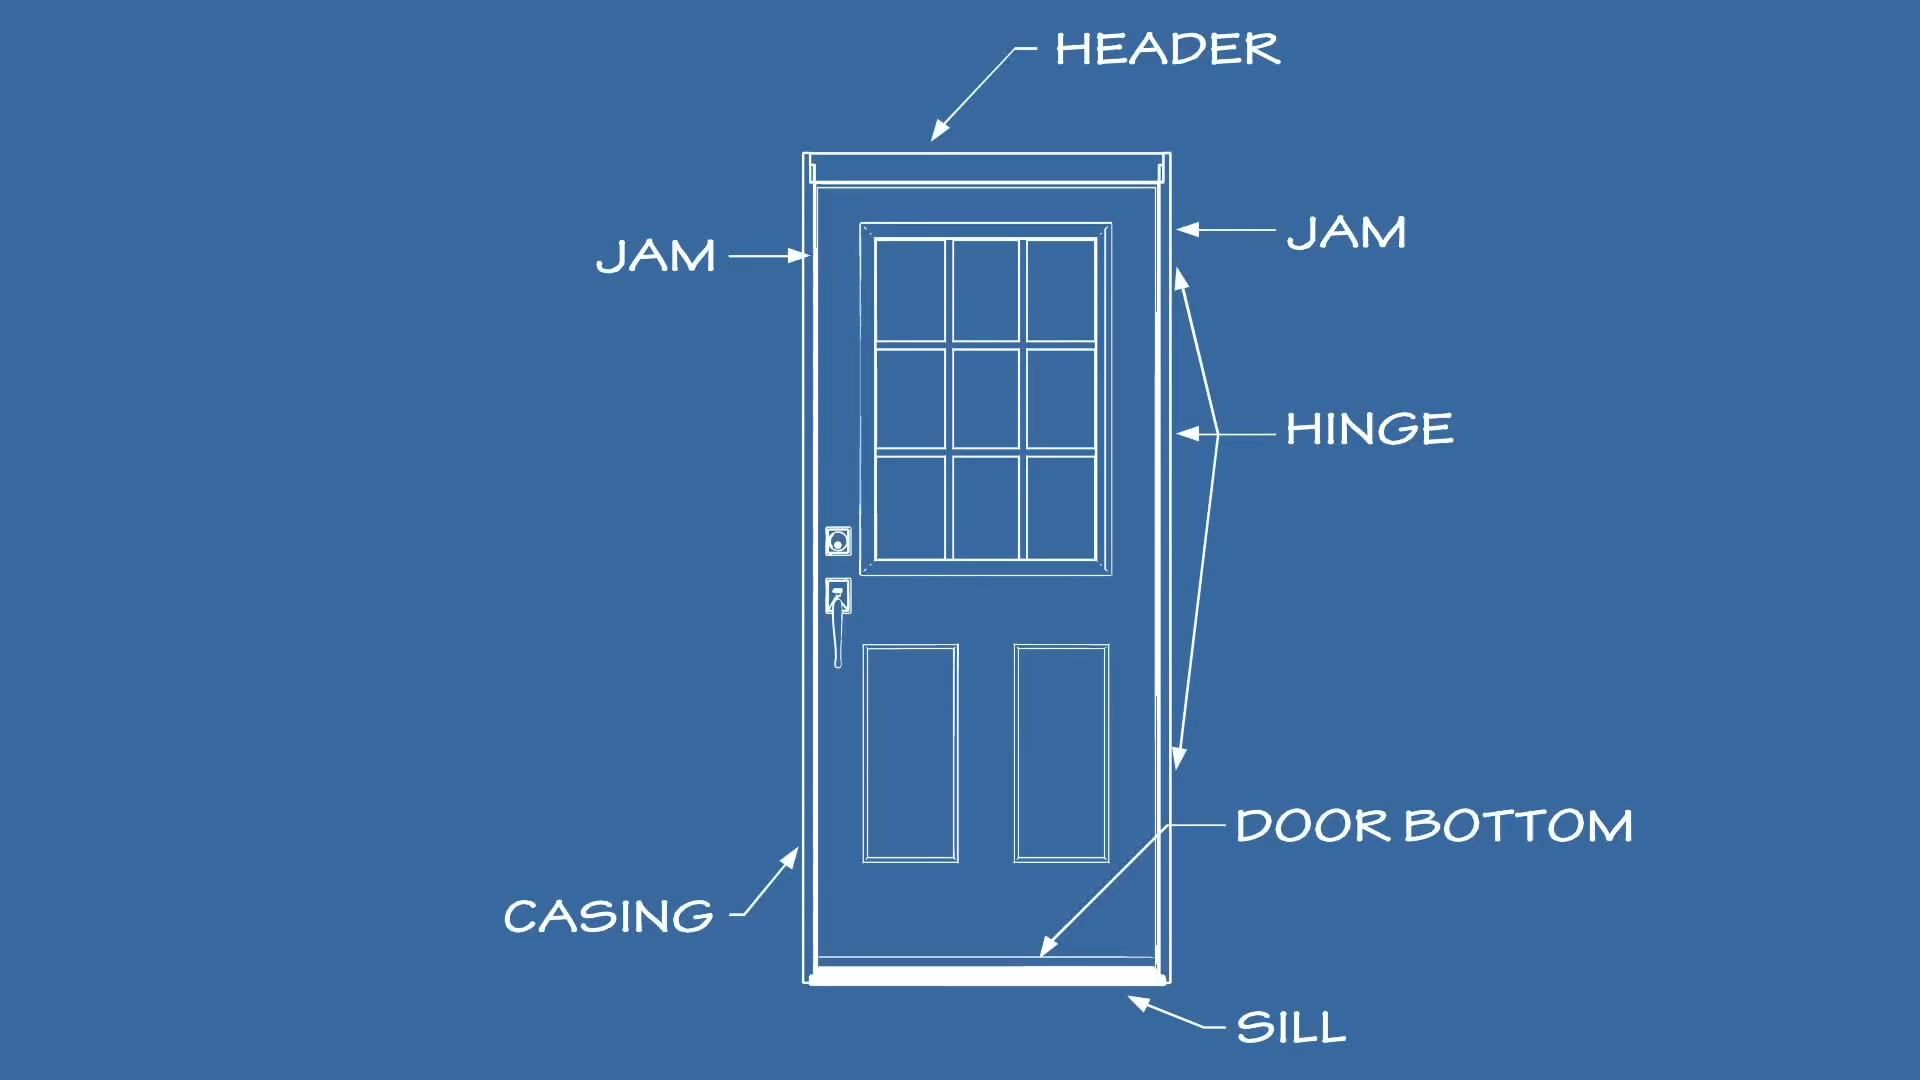 HEADER
JAM
JAM
HINGE
DOOR BOTTOM
CASING
SILL